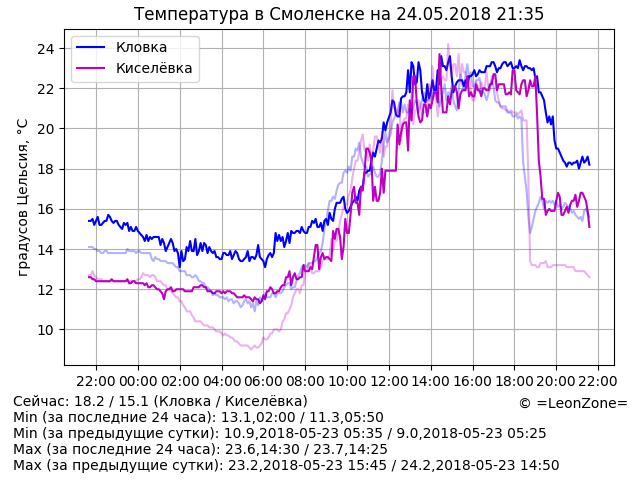 Температура в Смоленске на 24.05.2018 21:35
Кловка
Киселёвка
градусов Цельсия, °C
24
22
20
18
16
14
12
10
22:00 00:00 02:00 04:00 06:00 08:00 10:00 12:00 14:00 16:00 18:00 20:00 22:00
Сейчас: 18.2 / 15.1 (Кловка / Киселёвка)
© =LeonZone=
Min (за последние 24 часа): 13.1,02:00 / 11.3,05:50
Min (за предыдущие сутки): 10.9,2018-05-23 05:35 / 9.0,2018-05-23 05:25
Max (за последние 24 часа): 23.6,14:30 / 23.7,14:25
Max (за предыдущие сутки): 23.2,2018-05-23 15:45 / 24.2,2018-05-23 14:50